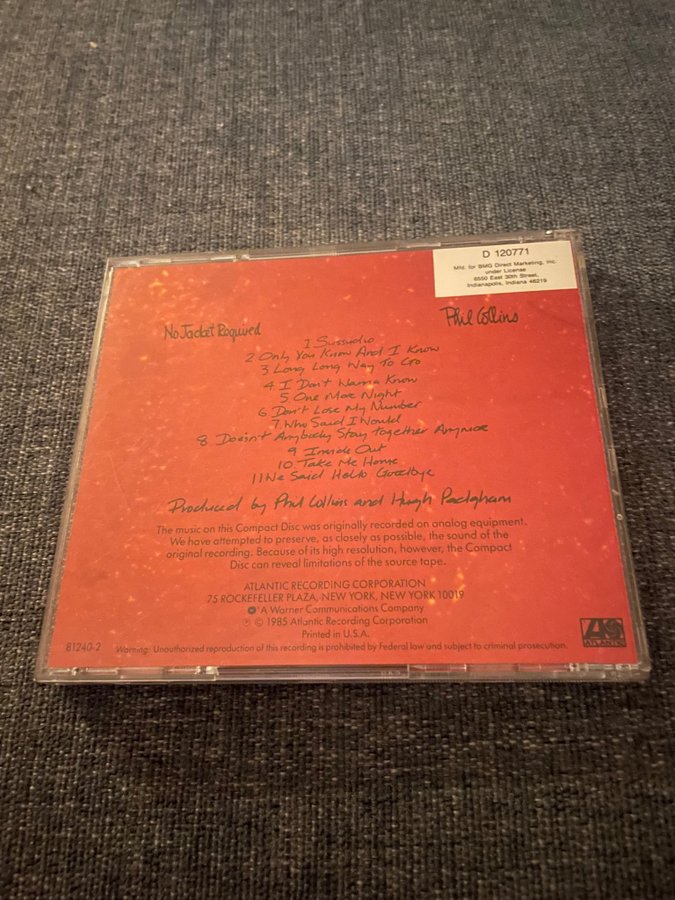 D 120771
Mfd. for BMG Direct Marketing, Inc.
under License
6550 East 30th Street,
Indianapolis, Indiana 46219
No Jacket Required
Phil Collins
1 Sussudio
2 Only You Know And I Know
3 Long Long Way To Go
4 I Don't Wanna Know
5 One More Night
6 Don't Lose My Number
7 Who Said I Would
8 Doesn't Anybody Stay Together Anymore
9 Inside Out
10 Take Me Home
11 We Said Hello Goodbye
Produced by Phil Collins and Hugh Padgham
The music on this Compact Disc was originally recorded on analog equipment.
We have attempted to preserve, as closely as possible, the sound of the
original recording. Because of its high resolution, however, the Compact
Disc can reveal limitations of the source tape.
ATLANTIC RECORDING CORPORATION
75 ROCKEFELLER PLAZA, NEW YORK, NEW YORK 10019
A Warner Communications Company
℗ © 1985 Atlantic Recording Corporation
Printed in U.S.A.
81240-2
Warning: Unauthorized reproduction of this recording is prohibited by Federal law and subject to criminal prosecution.
ATLANTIC